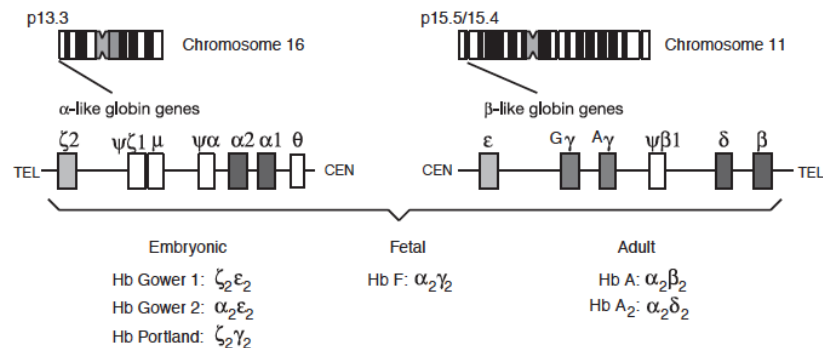 p13.3 p15.5/15.4
Chromosome 16 Chromosome 11
α-like globin genes β-like globin genes
ζ2 ψζ1 μ ψα α2 α1 θ ε Gγ Aγ ψβ1 δ β
TEL CEN CEN TEL
Embryonic Fetal Adult
Hb Gower 1: ζ₂ε₂ Hb F: α₂γ₂ Hb A: α₂β₂
Hb Gower 2: α₂ε₂ Hb A₂: α₂δ₂
Hb Portland: ζ₂γ₂